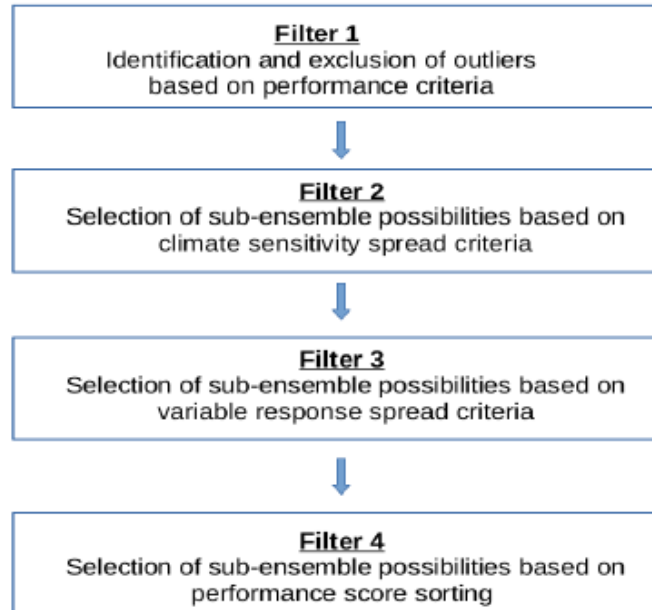 Filter 1
Identification and exclusion of outliers
based on performance criteria
Filter 2
Selection of sub-ensemble possibilities based on
climate sensitivity spread criteria
Filter 3
Selection of sub-ensemble possibilities based on
variable response spread criteria
Filter 4
Selection of sub-ensemble possibilities based on
performance score sorting